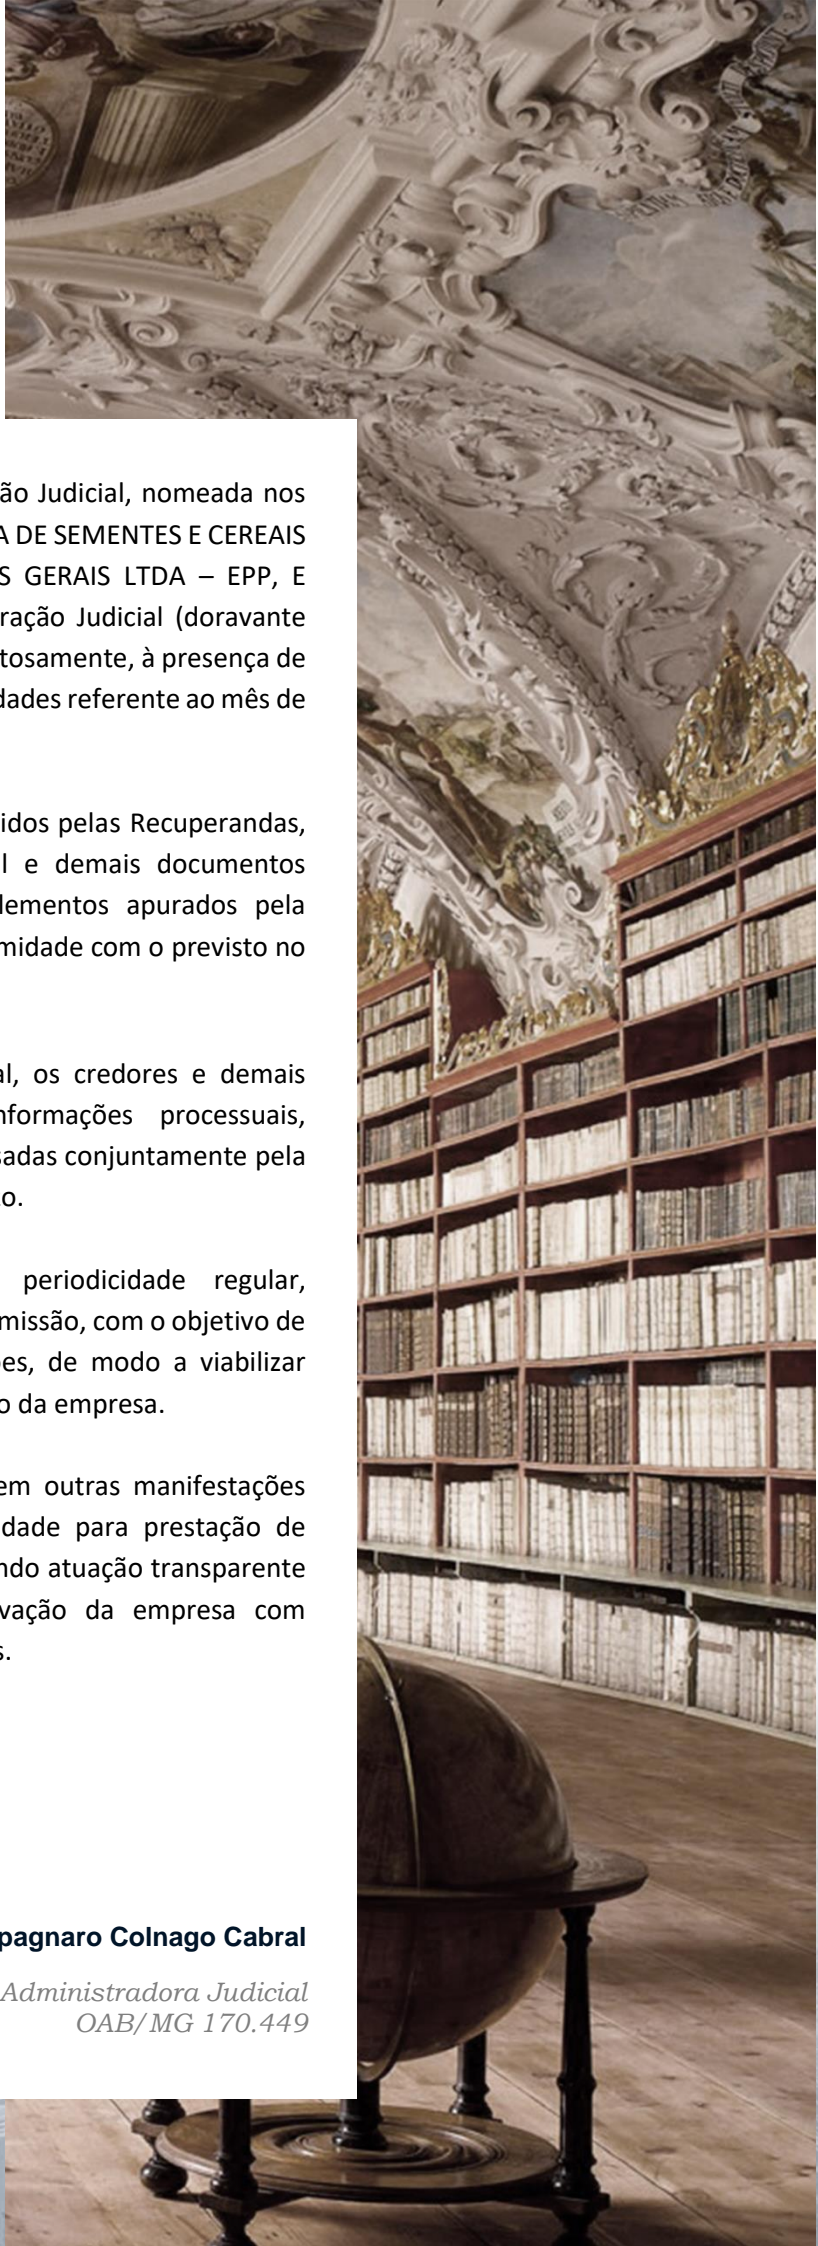 ão Judicial, nomeada nos
A DE SEMENTES E CEREAIS
S GERAIS LTDA – EPP, E
ração Judicial (doravante
tosamente, à presença de
dades referente ao mês de
idos pelas Recuperandas,
l e demais documentos
lementos apurados pela
midade com o previsto no
al, os credores e demais
nformações processuais,
sadas conjuntamente pela
o.
periodicidade regular,
missão, com o objetivo de
es, de modo a viabilizar
o da empresa.
em outras manifestações
idade para prestação de
ndo atuação transparente
vação da empresa com
s.
pagnaro Colnago Cabral
Administradora Judicial
OAB/MG 170.449